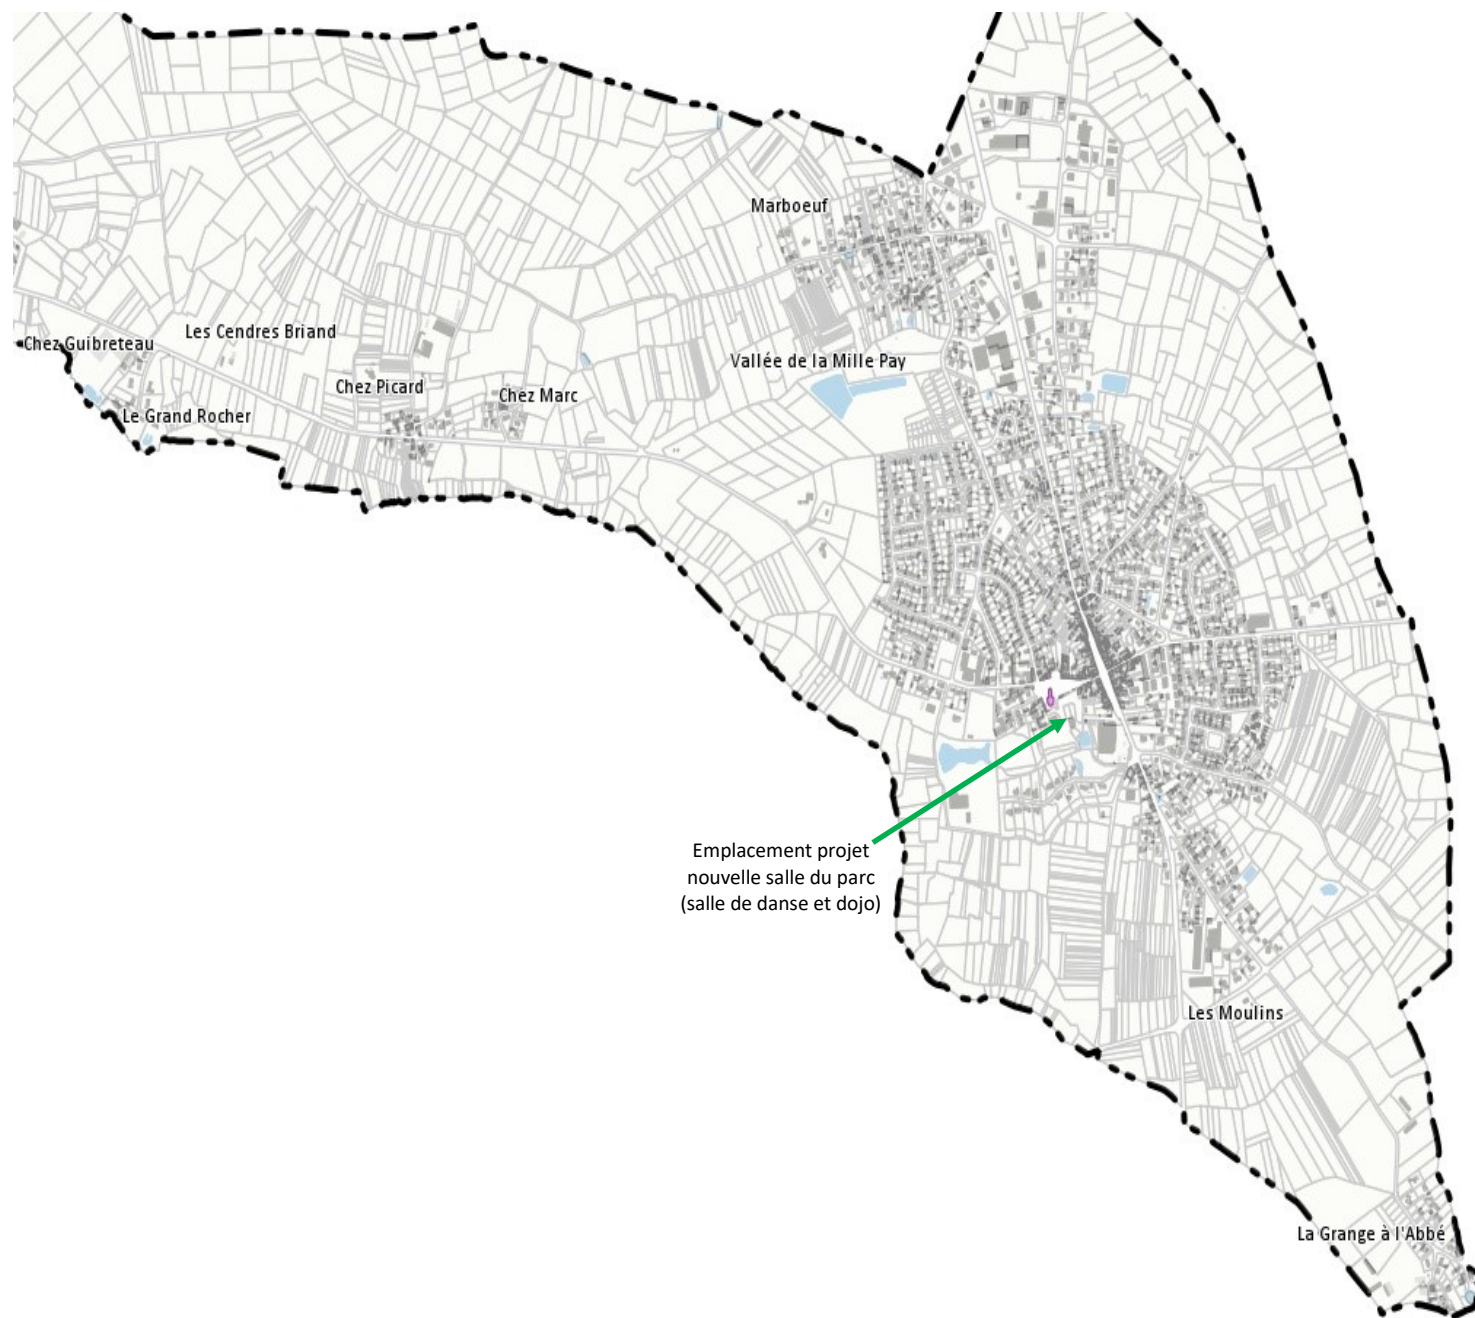 Marboeuf
Les Cendres Briand
Chez Guibreteau
Vallée de la Mille Pay
Chez Picard
Chez Marc
Le Grand Rocher
Emplacement projet
nouvelle salle du parc
(salle de danse et dojo)
Les Moulins
La Grange à l'Abbé